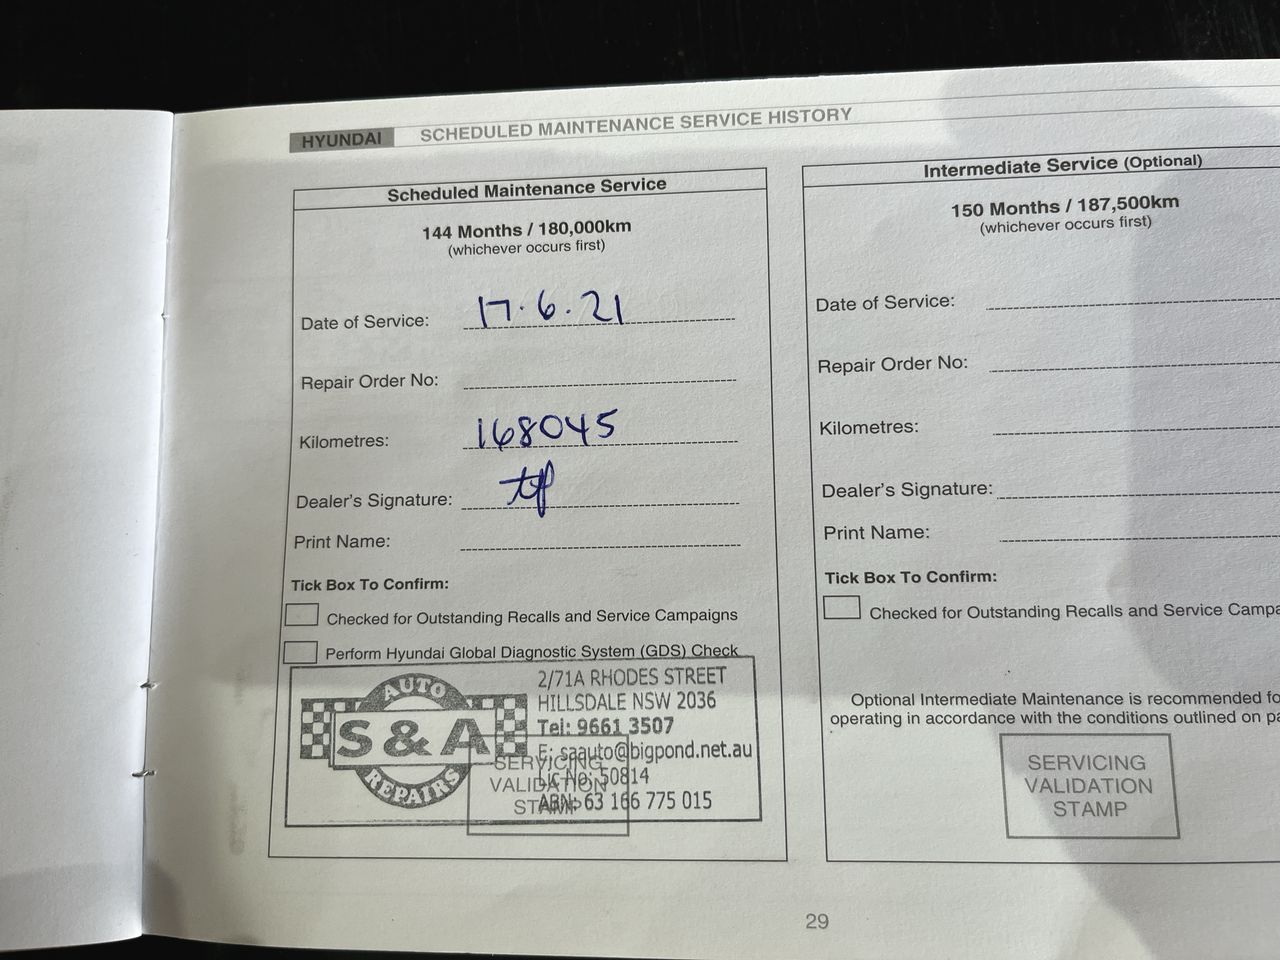 HYUNDAI SCHEDULED MAINTENANCE SERVICE HISTORY
Scheduled Maintenance Service
144 Months / 180,000km
(whichever occurs first)
Date of Service: 17.6.21
Repair Order No:
Kilometres: 168045
Dealer's Signature:
Print Name:
Tick Box To Confirm:
Checked for Outstanding Recalls and Service Campaigns
Perform Hyundai Global Diagnostic System (GDS) Check
AUTO
S & A
REPAIRS
2/71A RHODES STREET
HILLSDALE NSW 2036
Tel: 9661 3507
E: saauto@bigpond.net.au
Lic No: 50814
ABN: 63 166 775 015
SERVICING
VALIDATION
STAMP
Intermediate Service (Optional)
150 Months / 187,500km
(whichever occurs first)
Date of Service:
Repair Order No:
Kilometres:
Dealer's Signature:
Print Name:
Tick Box To Confirm:
Checked for Outstanding Recalls and Service Campa
Optional Intermediate Maintenance is recommended fo
operating in accordance with the conditions outlined on pa
SERVICING
VALIDATION
STAMP
29